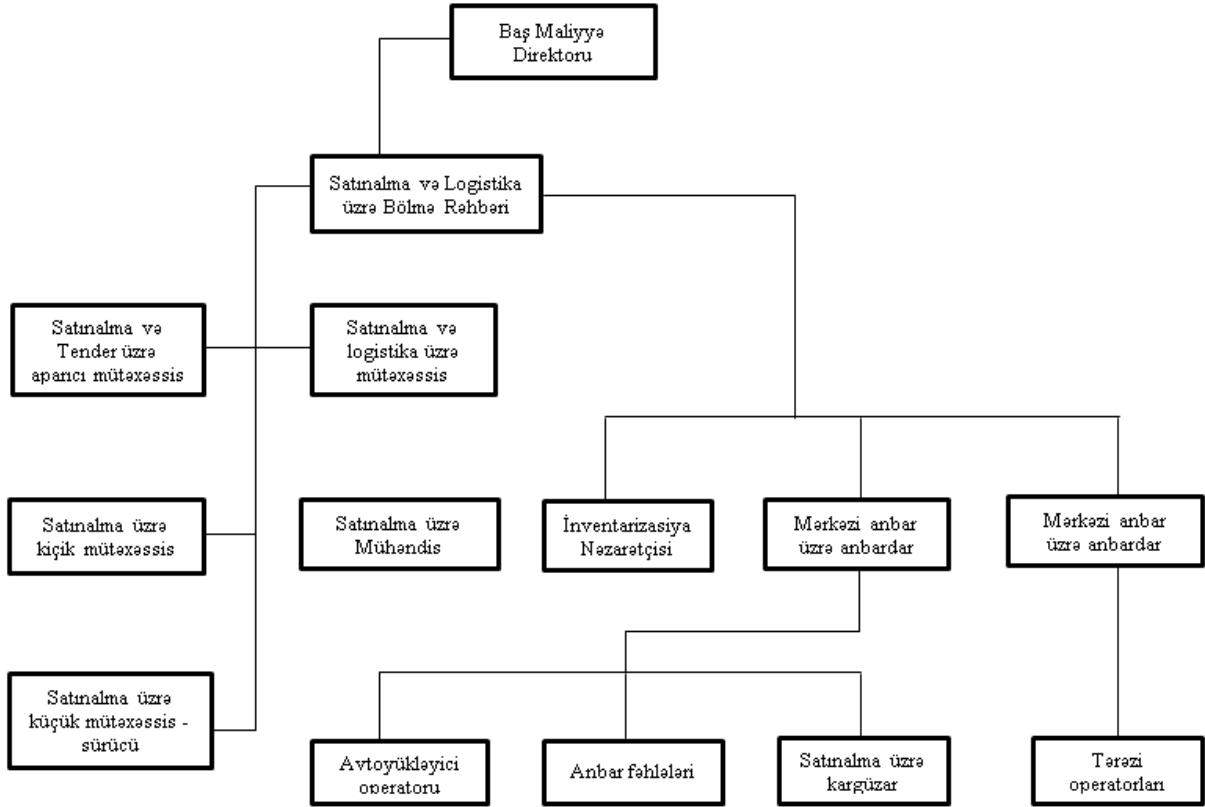 Baş Maliyyə
Direktoru
Satınalma və Logistika
üzrə Bölmə Rəhbəri
Satınalma və
Tender üzrə
aparıcı mütəxəssis
Satınalma və
logistika üzrə
mütəxəssis
Satınalma üzrə
kiçik mütəxəssis
Satınalma üzrə
Mühəndis
İnventarizasiya
Nəzarətçisi
Mərkəzi anbar
üzrə anbardar
Mərkəzi anbar
üzrə anbardar
Satınalma üzrə
küçük mütəxəssis -
sürücü
Avtoyükləyici
operatoru
Anbar fəhlələri
Satınalma üzrə
kargüzar
Tərəzi
operatorları